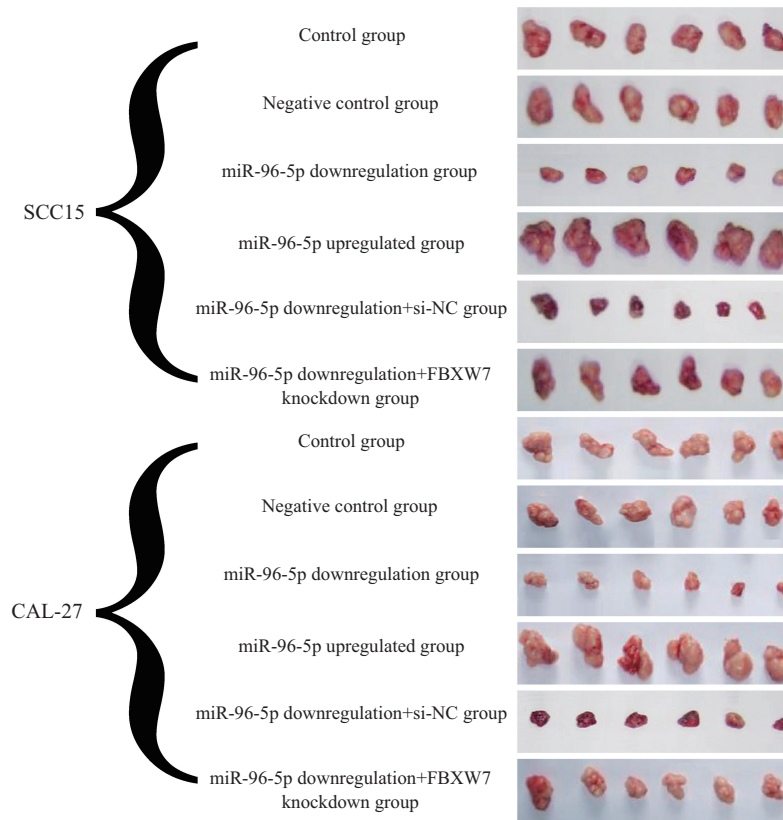 Control group
Negative control group
miR-96-5p downregulation group
SCC15
miR-96-5p upregulated group
miR-96-5p downregulation+si-NC group
miR-96-5p downregulation+FBXW7
knockdown group
Control group
Negative control group
miR-96-5p downregulation group
CAL-27
miR-96-5p upregulated group
miR-96-5p downregulation+si-NC group
miR-96-5p downregulation+FBXW7
knockdown group